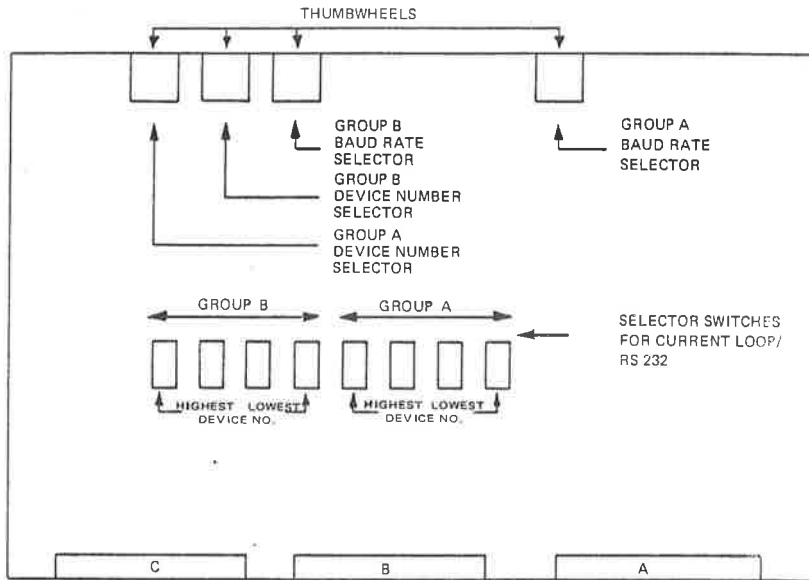 THUMBWHEELS
GROUP B
BAUD RATE
SELECTOR
GROUP A
BAUD RATE
SELECTOR
GROUP B
DEVICE NUMBER
SELECTOR
GROUP A
DEVICE NUMBER
SELECTOR
GROUP B
GROUP A
SELECTOR SWITCHES
FOR CURRENT LOOP/
RS 232
HIGHEST LOWEST
DEVICE NO.
HIGHEST LOWEST
DEVICE NO.
C
B
A